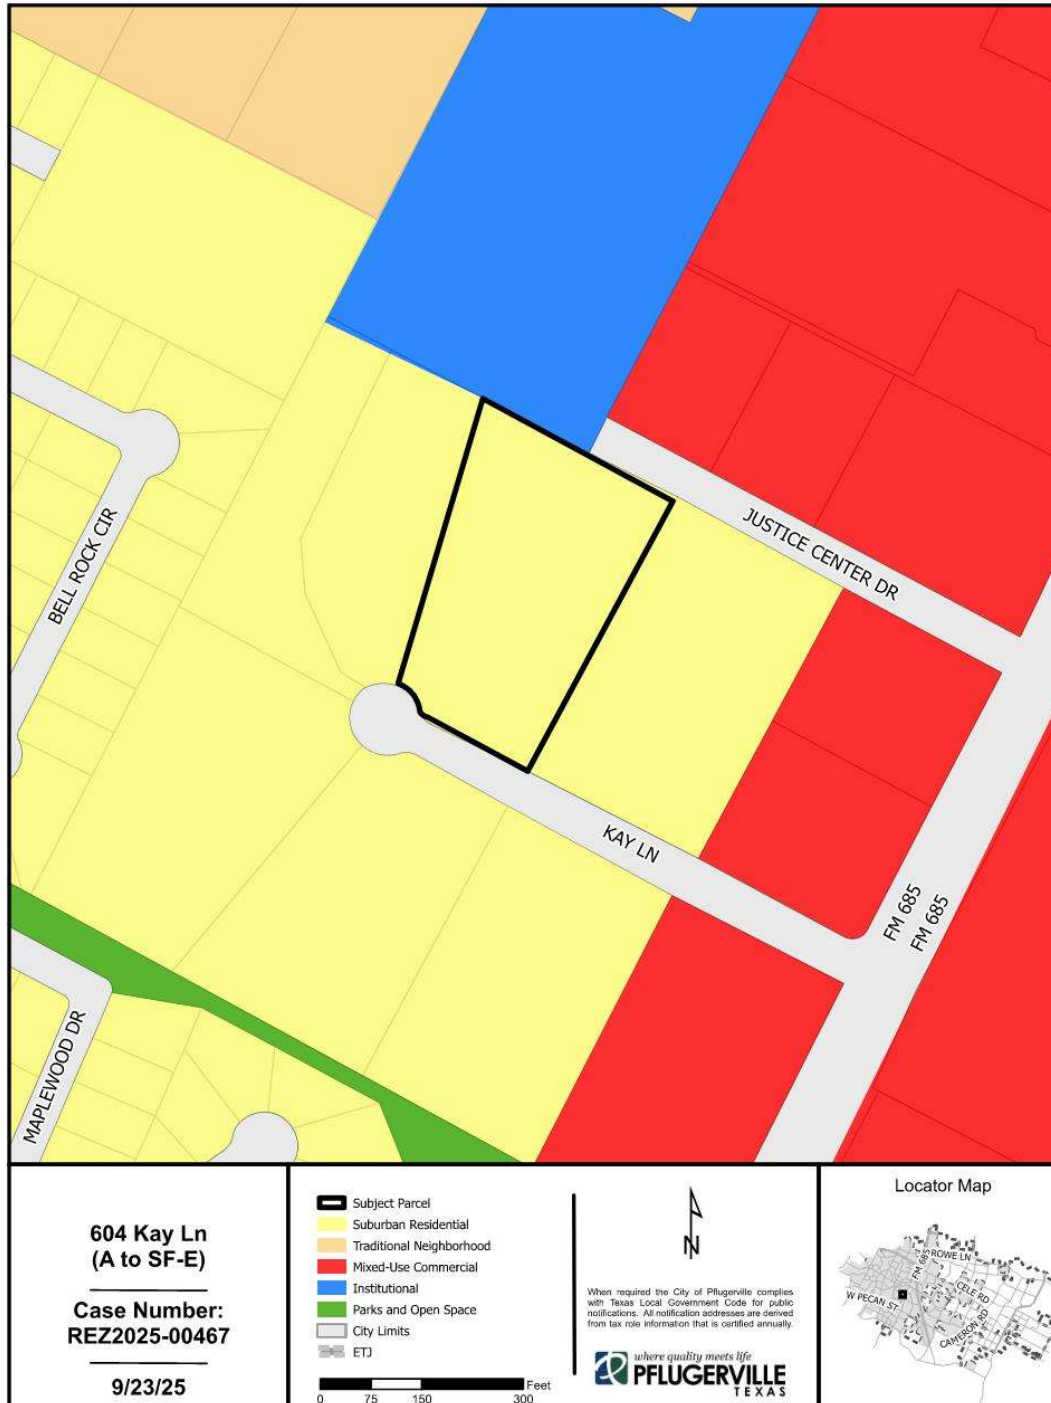 BELL ROCK CIR
JUSTICE CENTER DR
KAY LN
FM 685
FM 685
MAPLEWOOD DR
604 Kay Ln
(A to SF-E)
Case Number:
REZ2025-00467
9/23/25
Subject Parcel
Suburban Residential
Traditional Neighborhood
Mixed-Use Commercial
Institutional
Parks and Open Space
City Limits
ETJ
Feet
0 75 150 300
N
When required the City of Pflugerville complies
with Texas Local Government Code for public
notifications. All notification addresses are derived
from tax role information that is certified annually.
where quality meets life
PFLUGERVILLE
TEXAS
Locator Map
ROWE LN
FM 685
CELE RD
W PECAN ST
CAMERON RD